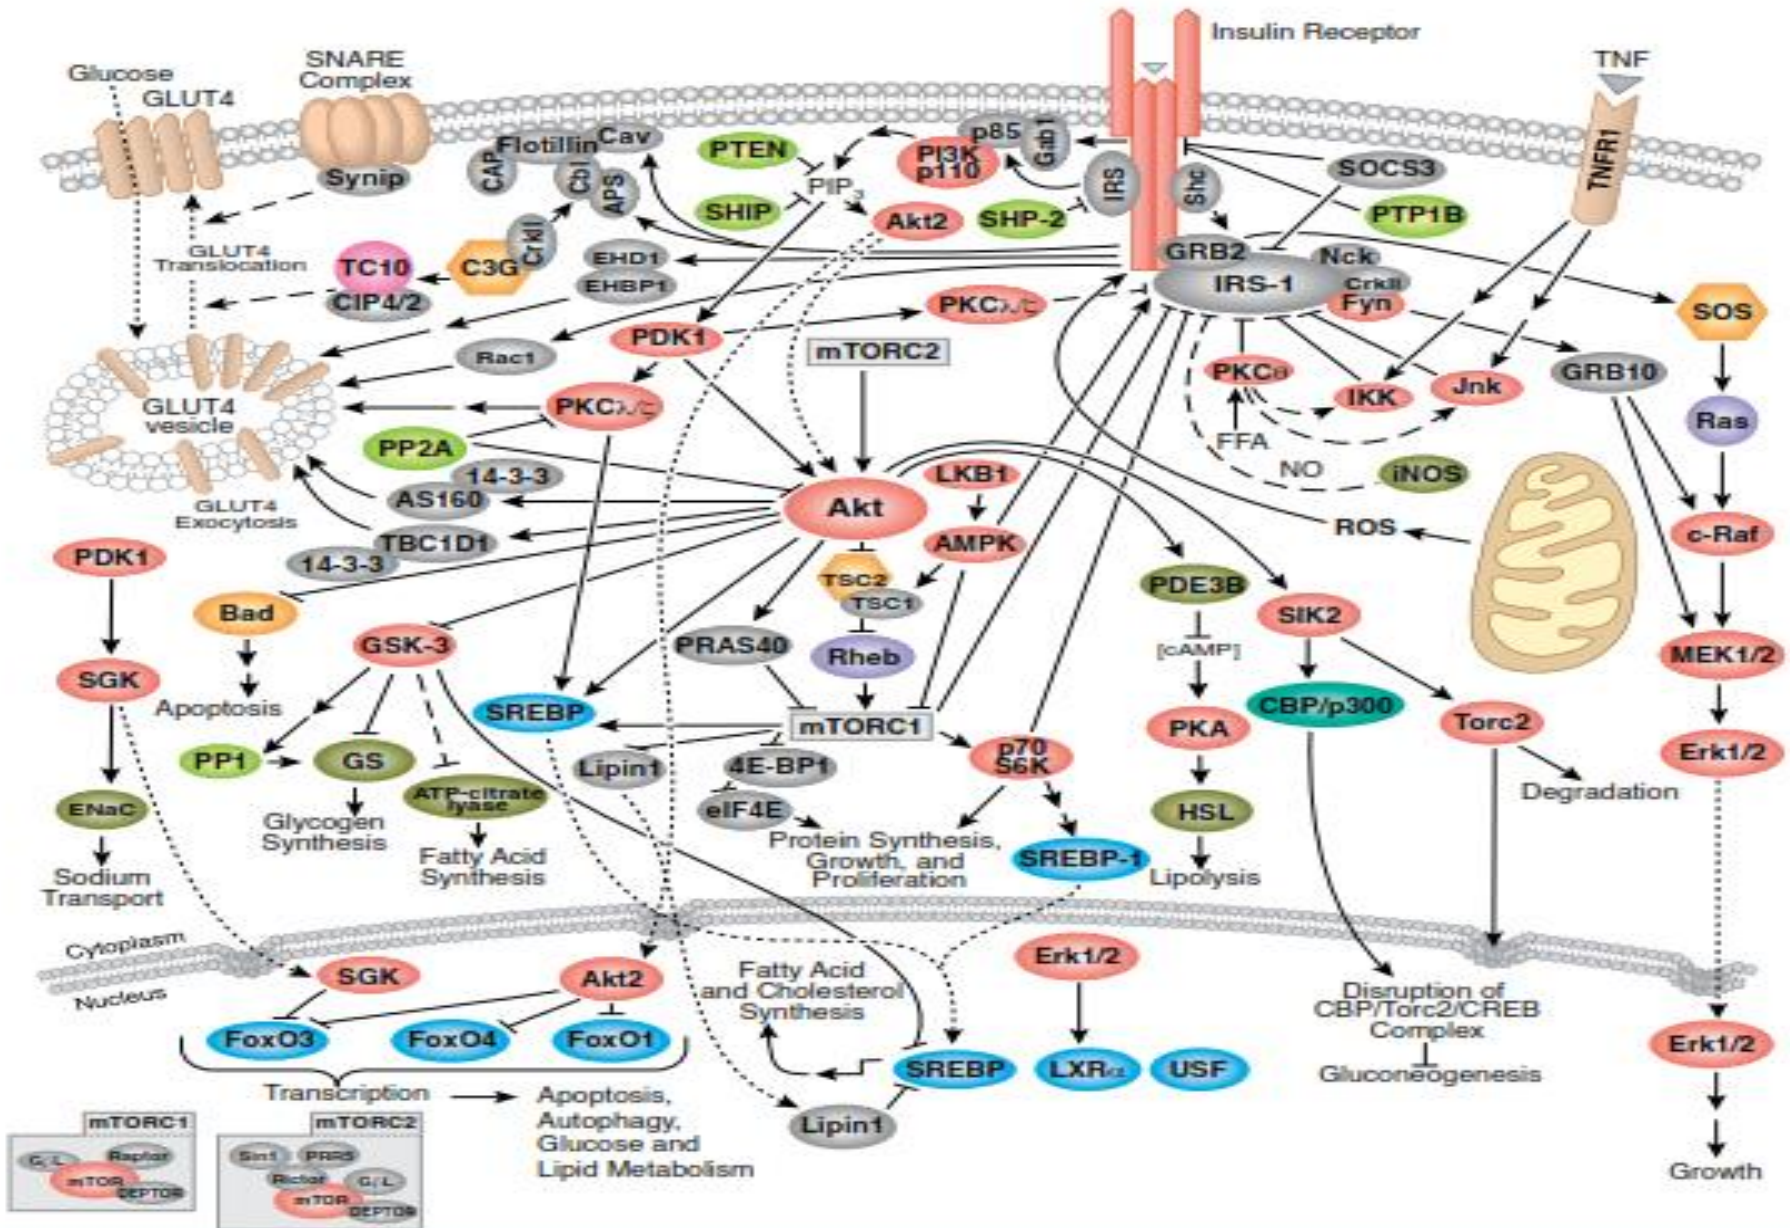 Insulin Receptor
TNF
Glucose
GLUT4
SNARE
Complex
Synip
CAP
Flotillin
Cav
Cbl
APS
CrkII
C3G
TC10
CIP4/2
GLUT4
Translocation
PTEN
SHIP
PIP3
PI3K
p110
p85
Gab1
Akt2
SHP-2
IRS
Shc
SOCS3
PTP1B
TNFR1
GRB2
Nck
IRS-1
CrkII
Fyn
EHD1
EHBP1
Rac1
PDK1
PKCλ/ζ
mTORC2
PKCλ/ζ
PKCθ
FFA
IKK
Jnk
NO
iNOS
ROS
GRB10
SOS
Ras
c-Raf
MEK1/2
Erk1/2
GLUT4
vesicle
PP2A
14-3-3
AS160
GLUT4
Exocytosis
TBC1D1
14-3-3
Akt
LKB1
AMPK
TSC2
TSC1
Rheb
PRAS40
mTORC1
PDK1
SGK
ENaC
Sodium
Transport
Bad
Apoptosis
GSK-3
PP1
GS
Glycogen
Synthesis
ATP-citrate
lyase
Fatty Acid
Synthesis
SREBP
Lipin1
4E-BP1
eIF4E
p70
S6K
Protein Synthesis,
Growth, and
Proliferation
SREBP-1
PDE3B
[cAMP]
PKA
HSL
Lipolysis
SIK2
CBP/p300
Torc2
Degradation
Cytoplasm
Nucleus
SGK
Akt2
FoxO3
FoxO4
FoxO1
Transcription
Apoptosis,
Autophagy,
Glucose and
Lipid Metabolism
Fatty Acid
and Cholesterol
Synthesis
SREBP
Lipin1
Erk1/2
LXRα
USF
Disruption of
CBP/Torc2/CREB
Complex
Gluconeogenesis
Erk1/2
Growth
mTORC1
Raptor
mTOR
DEPTOR
mTORC2
Sin1
PRR5
Rictor
mTOR
DEPTOR